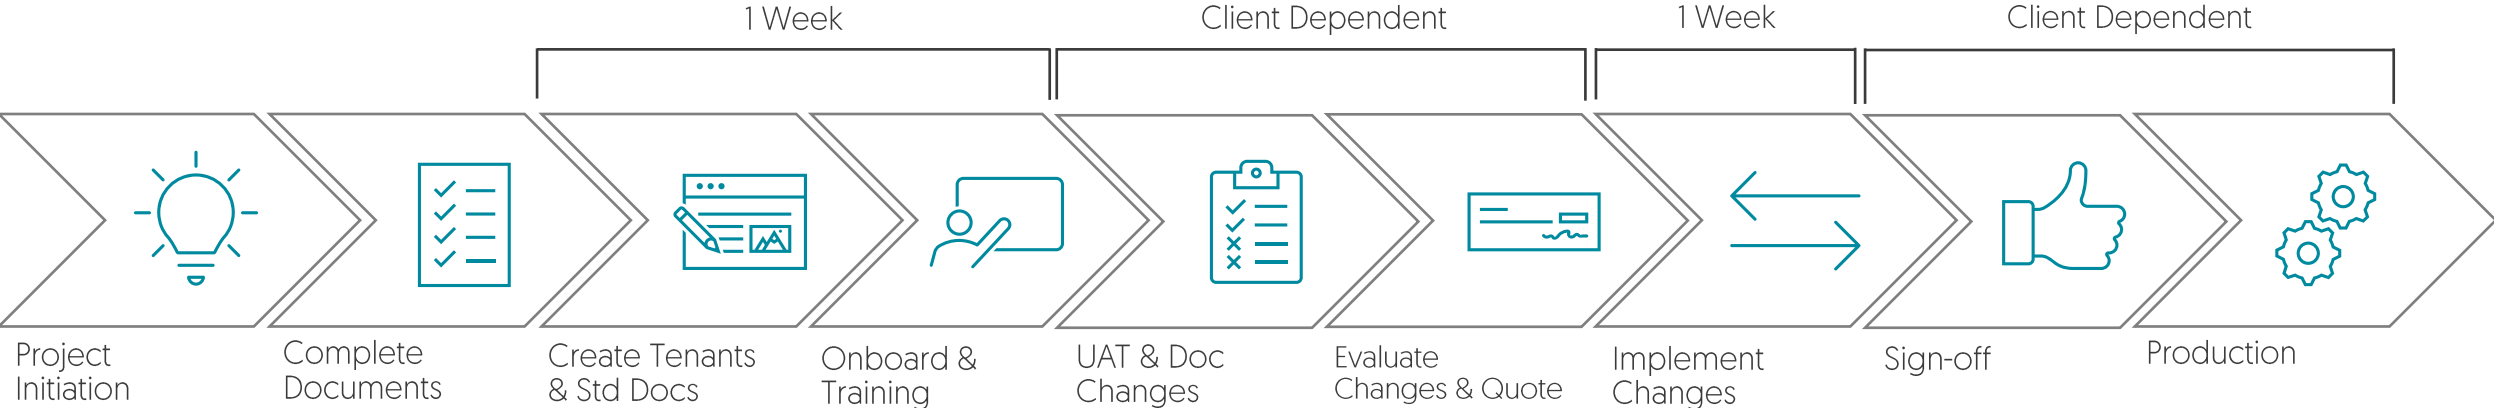 1 Week
Client Dependent
1 Week
Client Dependent
Project
Initiation
Complete
Documents
Create Tenants
& Std Docs
Onboard &
Training
UAT & Doc
Changes
Evaluate
Changes & Quote
Implement
Changes
Sign-off
Production